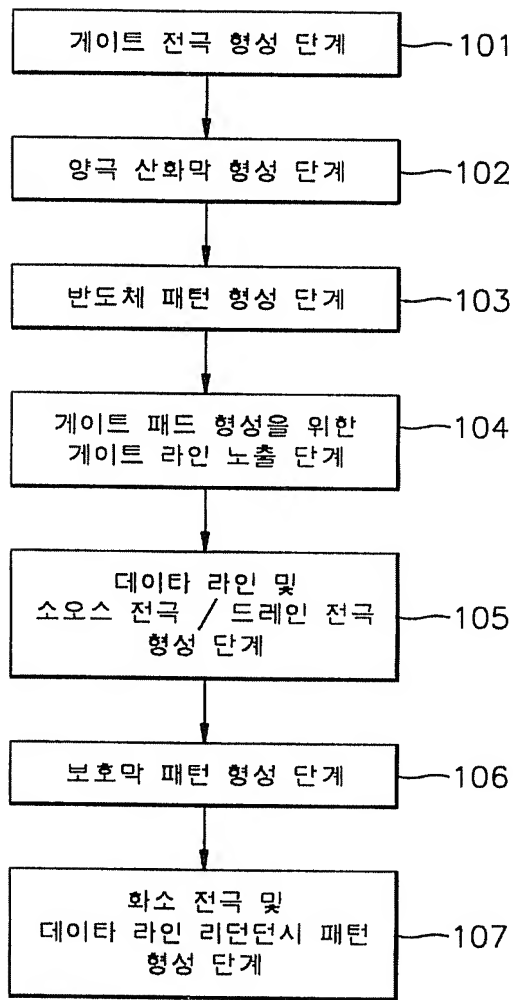 게이트 전극 형성 단계 101
양극 산화막 형성 단계 102
반도체 패턴 형성 단계 103
게이트 패드 형성을 위한
게이트 라인 노출 단계 104
데이타 라인 및
소오스 전극 / 드레인 전극
형성 단계 105
보호막 패턴 형성 단계 106
화소 전극 및
데이타 라인 리던던시 패턴
형성 단계 107